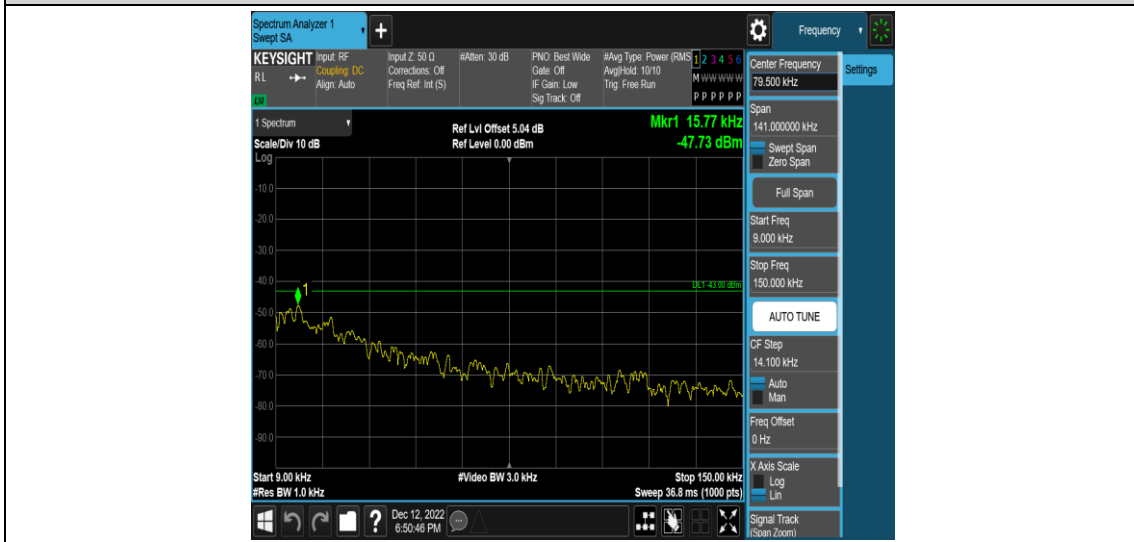 Spectrum Analyzer 1
Swept SA
Frequency
KEYSIGHT
RL
LXI
Input: RF
Coupling: DC
Align: Auto
Input Z: 50 Ω
Corrections: Off
Freq Ref: Int (S)
#Atten: 30 dB
PNO: Best Wide
Gate: Off
IF Gain: Low
Sig Track: Off
#Avg Type: Power (RMS
Avg|Hold: 10/10
Trig: Free Run
1 2 3 4 5 6
M W W W W W
P P P P P P
Center Frequency
79.500 kHz
Settings
1 Spectrum
Scale/Div 10 dB
Log
Ref Lvl Offset 5.04 dB
Ref Level 0.00 dBm
Mkr1 15.77 kHz
-47.73 dBm
-10.0
-20.0
-30.0
-40.0
-50.0
-60.0
-70.0
-80.0
-90.0
1
DL1 -43.00 dBm
Start 9.00 kHz
#Res BW 1.0 kHz
#Video BW 3.0 kHz
Stop 150.00 kHz
Sweep 36.8 ms (1000 pts)
Span
141.000000 kHz
Swept Span
Zero Span
Full Span
Start Freq
9.000 kHz
Stop Freq
150.000 kHz
AUTO TUNE
CF Step
14.100 kHz
Auto
Man
Freq Offset
0 Hz
X Axis Scale
Log
Lin
Signal Track
(Span Zoom)
?
Dec 12, 2022
6:50:46 PM